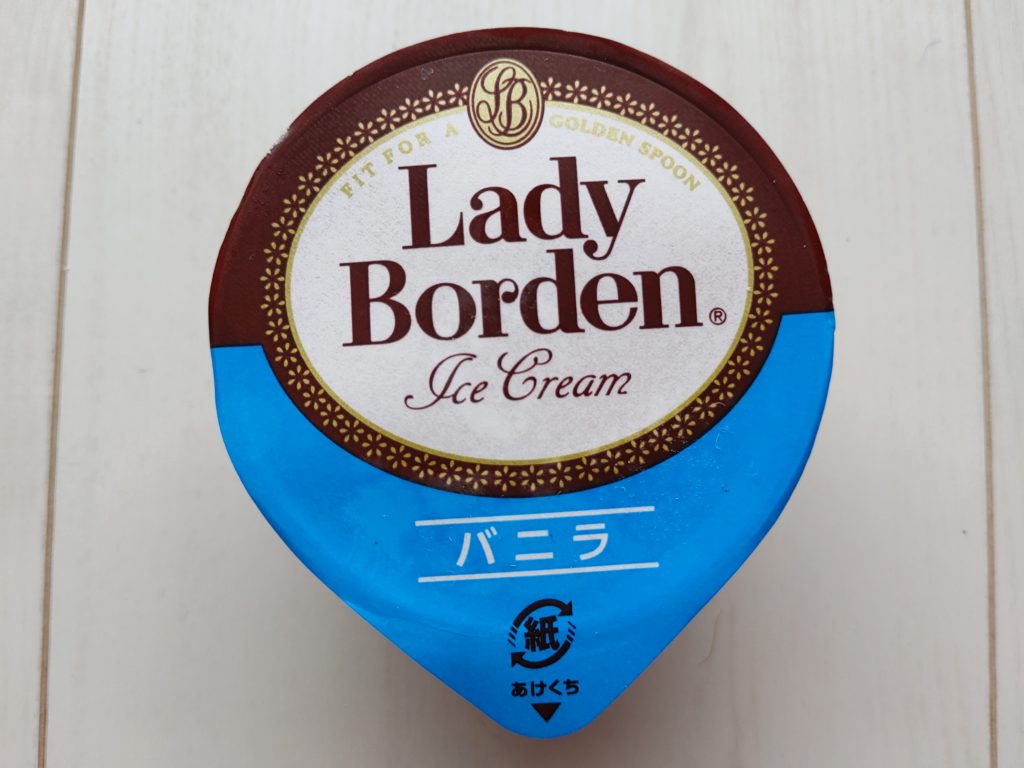 LB
FIT FOR A GOLDEN SPOON
Lady
Borden®
Ice Cream
バニラ
紙
あけくち